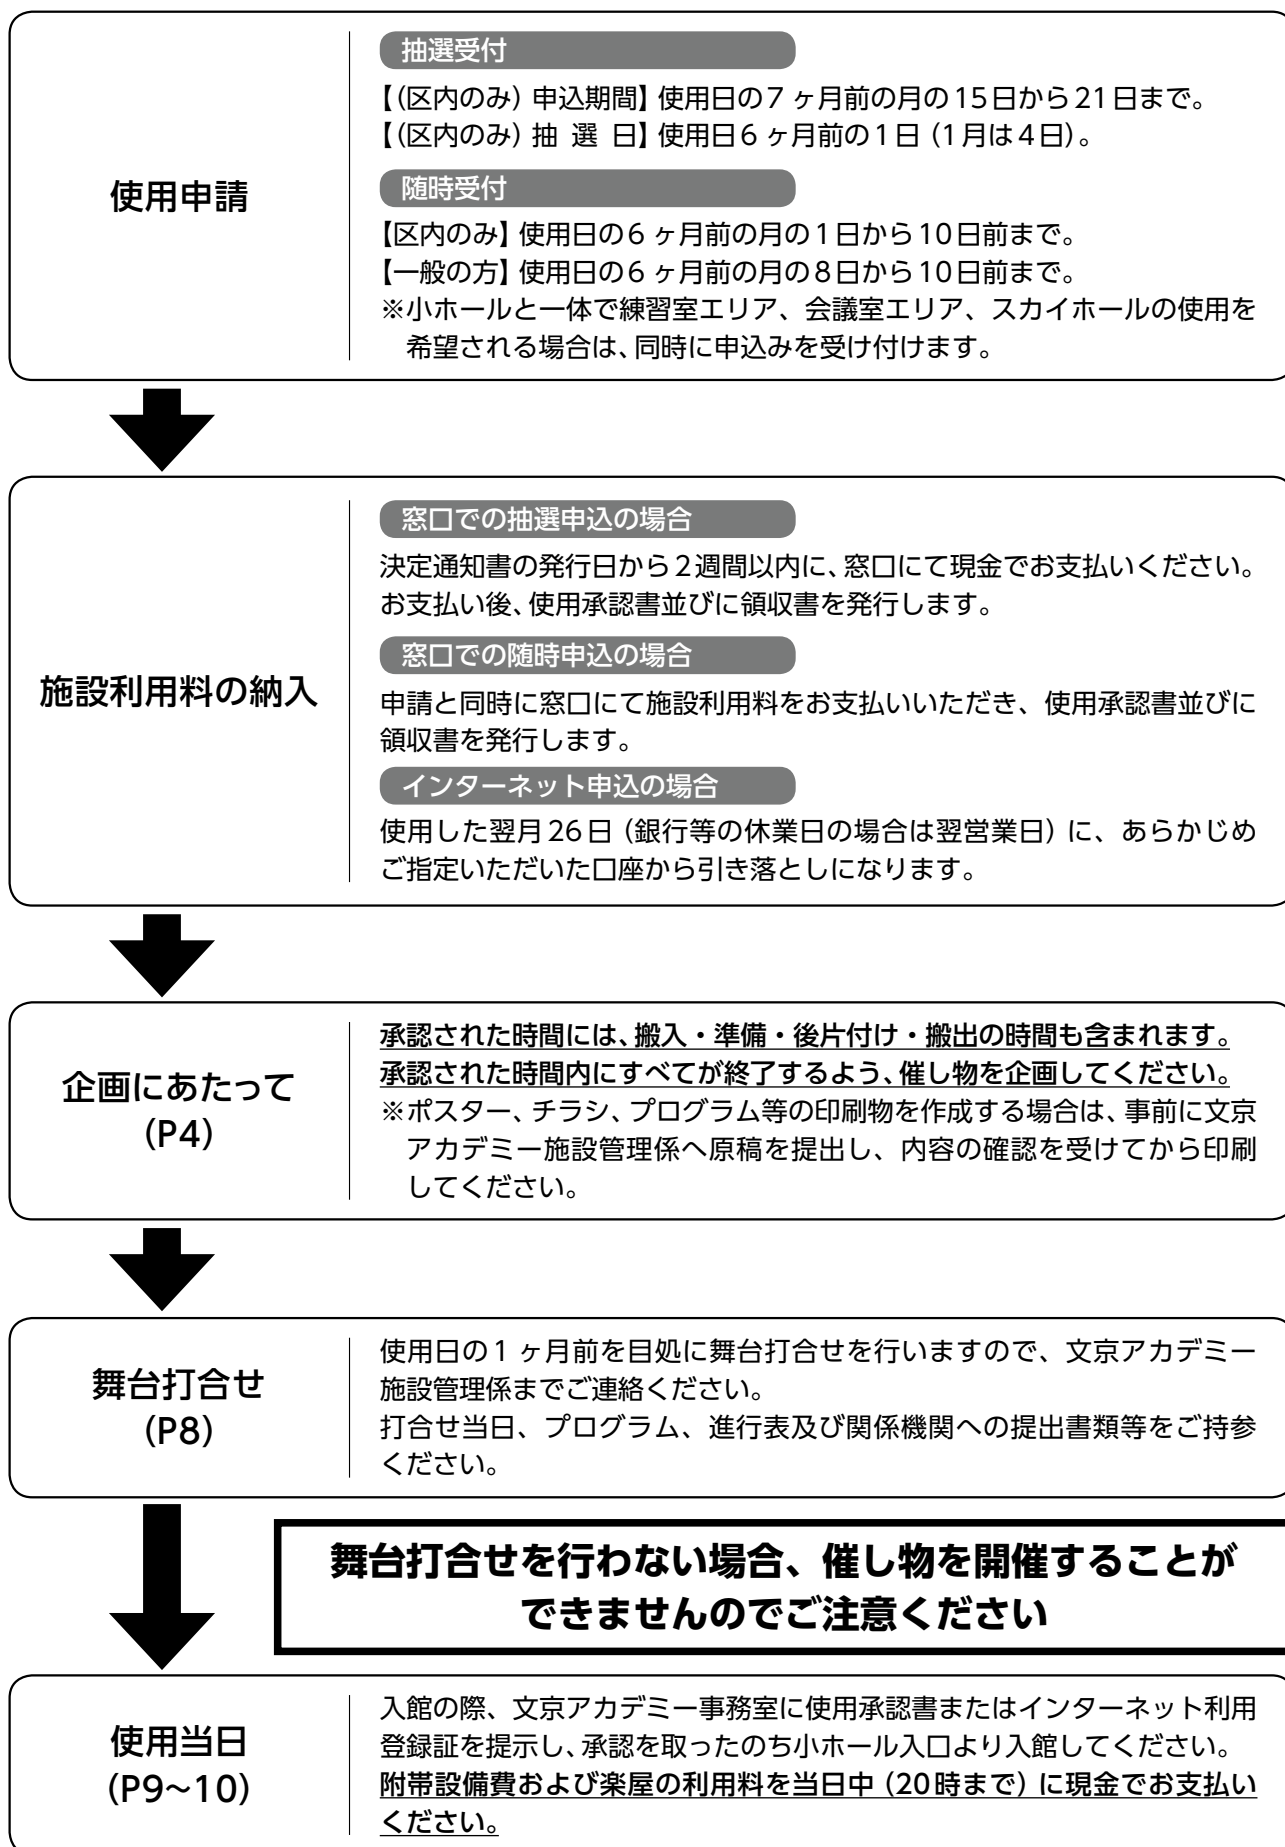 使用申請
抽選受付
【(区内のみ) 申込期間】使用日の7ヶ月前の月の15日から21日まで。
【(区内のみ) 抽 選 日】使用日6ヶ月前の1日（1月は4日）。
随時受付
【区内のみ】使用日の6ヶ月前の月の1日から10日前まで。
【一般の方】使用日の6ヶ月前の月の8日から10日前まで。
※小ホールと一体で練習室エリア、会議室エリア、スカイホールの使用を
希望される場合は、同時に申込みを受け付けます。
施設利用料の納入
窓口での抽選申込の場合
決定通知書の発行日から2週間以内に、窓口にて現金でお支払いください。
お支払い後、使用承認書並びに領収書を発行します。
窓口での随時申込の場合
申請と同時に窓口にて施設利用料をお支払いいただき、使用承認書並びに
領収書を発行します。
インターネット申込の場合
使用した翌月26日（銀行等の休業日の場合は翌営業日）に、あらかじめ
ご指定いただいた口座から引き落としになります。
企画にあたって
(P4)
承認された時間には、搬入・準備・後片付け・搬出の時間も含まれます。
承認された時間内にすべてが終了するよう、催し物を企画してください。
※ポスター、チラシ、プログラム等の印刷物を作成する場合は、事前に文京
アカデミー施設管理係へ原稿を提出し、内容の確認を受けてから印刷
してください。
舞台打合せ
(P8)
使用日の1ヶ月前を目処に舞台打合せを行いますので、文京アカデミー
施設管理係までご連絡ください。
打合せ当日、プログラム、進行表及び関係機関への提出書類等をご持参
ください。
舞台打合せを行わない場合、催し物を開催することが
できませんのでご注意ください
使用当日
(P9〜10)
入館の際、文京アカデミー事務室に使用承認書またはインターネット利用
登録証を提示し、承認を取ったのち小ホール入口より入館してください。
附帯設備費および楽屋の利用料を当日中（20時まで）に現金でお支払い
ください。